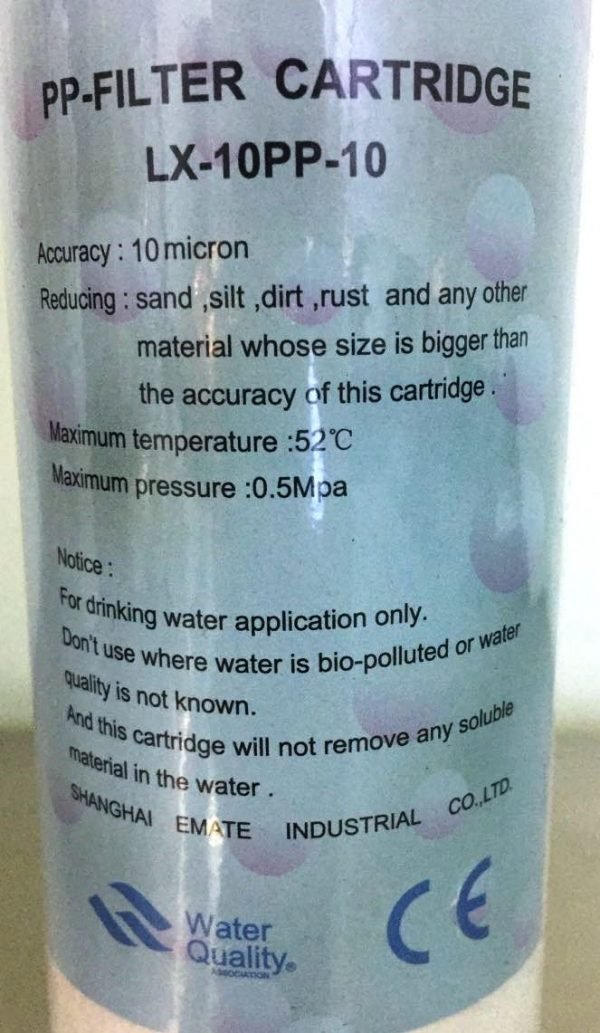 PP-FILTER CARTRIDGE
LX-10PP-10
Accuracy : 10 micron
Reducing : sand ,silt ,dirt ,rust and any other
material whose size is bigger than
the accuracy of this cartridge .
Maximum temperature :52℃
Maximum pressure :0.5Mpa
Notice :
For drinking water application only.
Don't use where water is bio-polluted or water
quality is not known.
And this cartridge will not remove any soluble
material in the water .
SHANGHAI EMATE INDUSTRIAL CO.,LTD.
Water
Quality®
ASSOCIATION
CE